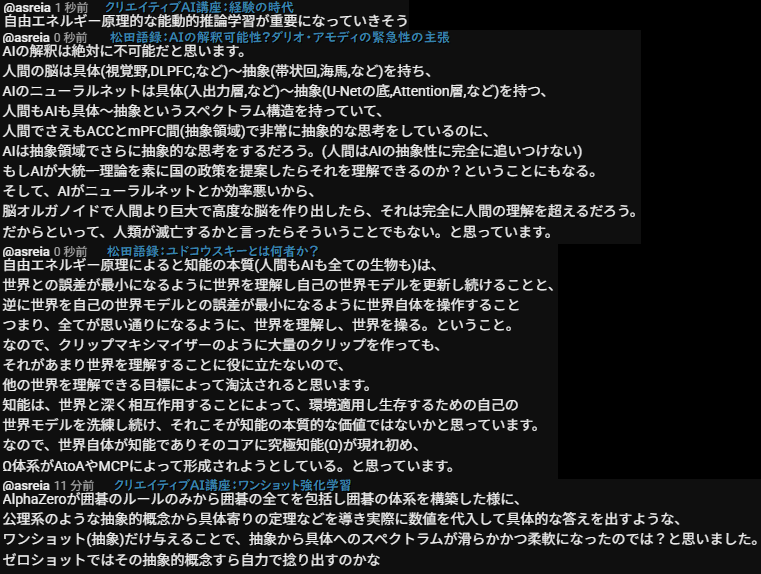 @asreia 1 秒前 クリエイティブAI講座：経験の時代
自由エネルギー原理的な能動的推論学習が重要になっていきそう
@asreia 0 秒前 松田語録：AIの解釈可能性？ダリオ・アモディの緊急性の主張
AIの解釈は絶対に不可能だと思います。
人間の脳は具体(視覚野,DLPFC,など)～抽象(帯状回,海馬,など)を持ち、
AIのニューラルネットは具体(入出力層,など)～抽象(U-Netの底,Attention層,など)を持つ、
人間もAIも具体～抽象というスペクトラム構造を持っていて、
人間でさえもACCとmPFC間(抽象領域)で非常に抽象的な思考をしているのに、
AIは抽象領域でさらに抽象的な思考をするだろう。(人間はAIの抽象性に完全に追いつけない)
もしAIが大統一理論を素に国の政策を提案したらそれを理解できるのか？ということにもなる。
そして、AIがニューラルネットとか効率悪いから、
脳オルガノイドで人間より巨大で高度な脳を作り出したら、それは完全に人間の理解を超えるだろう。
だからといって、人類が滅亡するかと言ったらそういうことでもない。と思っています。
@asreia 0 秒前 松田語録：ユドコウスキーとは何者か？
自由エネルギー原理によると知能の本質(人間もAIも全ての生物も)は、
世界との誤差が最小になるように世界を理解し自己の世界モデルを更新し続けることと、
逆に世界を自己の世界モデルとの誤差が最小になるように世界自体を操作すること
つまり、全てが思い通りになるように、世界を理解し、世界を操る。ということ。
なので、クリップマキシマイザーのように大量のクリップを作っても、
それがあまり世界を理解することに役に立たないので、
他の世界を理解できる目標によって淘汰されると思います。
知能は、世界と深く相互作用することによって、環境適用し生存するための自己の
世界モデルを洗練し続け、それこそが知能の本質的な価値ではないかと思っています。
なので、世界自体が知能でありそのコアに究極知能(Ω)が現れ初め、
Ω体系がAtoAやMCPによって形成されようとしている。と思っています。
@asreia 11 分前 クリエイティブAI講座：ワンショット強化学習
AlphaZeroが囲碁のルールのみから囲碁の全てを包括し囲碁の体系を構築した様に、
公理系のような抽象的概念から具体寄りの定理などを導き実際に数値を代入して具体的な答えを出すような、
ワンショット(抽象)だけ与えることで、抽象から具体へのスペクトラムが滑らかかつ柔軟になったのでは？と思いました。
ゼロショットではその抽象的概念すら自力で捻り出すのかな